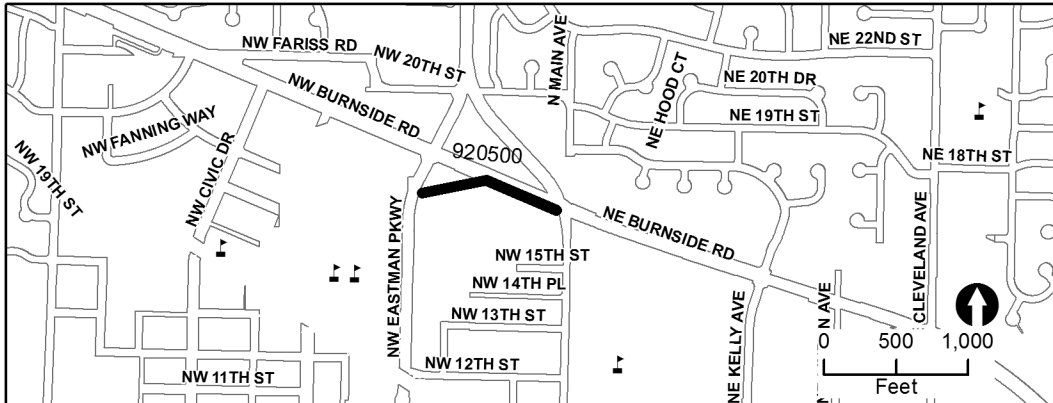 NE 22ND ST
NW FARISS RD
NW 20TH ST
N MAIN AVE
NE HOOD CT
NE 20TH DR
NW BURNSIDE RD
NE 19TH ST
NW FANNING WAY
920500
NE 18TH ST
NW 19TH ST
NW CIVIC DR
NW EASTMAN PKWY
NE BURNSIDE RD
NW 15TH ST
NW 14TH PL
NW 13TH ST
NW 12TH ST
NW 11TH ST
NE KELLY AVE
N AVE
CLEVELAND AVE
0 500 1,000
Feet